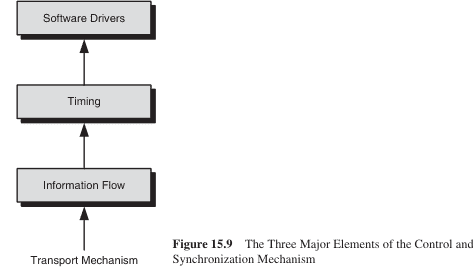 Software Drivers
Timing
Information Flow
Transport Mechanism
Figure 15.9 The Three Major Elements of the Control and
Synchronization Mechanism